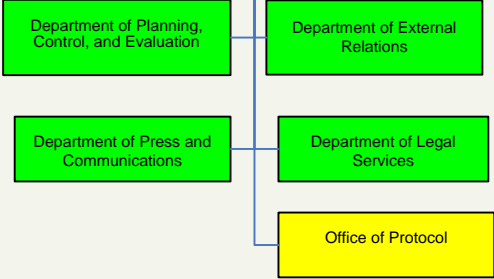 Department of Planning,
Control, and Evaluation
Department of External
Relations
Department of Press and
Communications
Department of Legal
Services
Office of Protocol